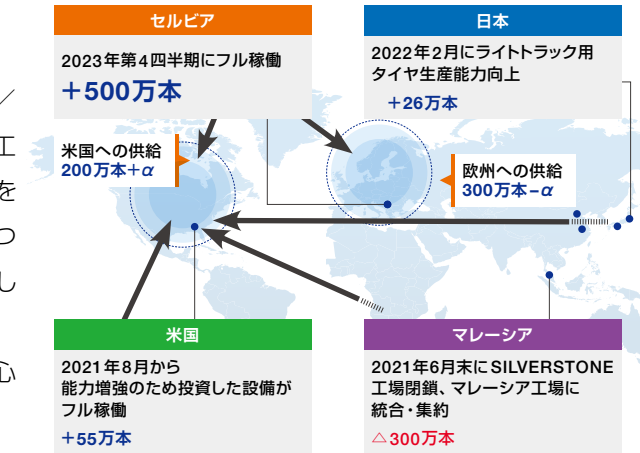 セルビア
2023年第4四半期にフル稼働
+500万本
日本
2022年2月にライトトラック用
タイヤ生産能力向上
+26万本
米国への供給
200万本+α
欧州への供給
300万本−α
米国
2021年8月から
能力増強のため投資した設備が
フル稼働
+55万本
マレーシア
2021年6月末にSILVERSTONE
工場閉鎖、マレーシア工場に
統合・集約
△300万本
／
工
を
つ
し
心